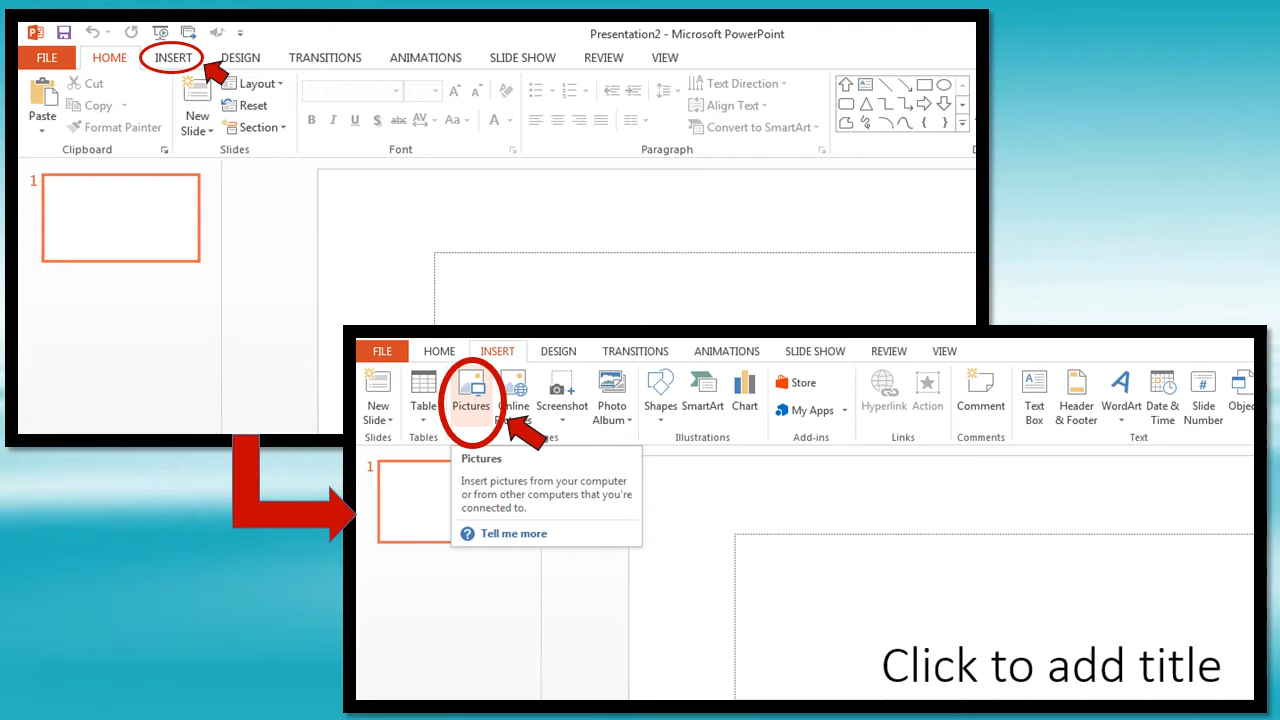 Presentation2 - Microsoft PowerPoint
FILE HOME INSERT DESIGN TRANSITIONS ANIMATIONS SLIDE SHOW REVIEW VIEW
Paste
Cut
Copy
Format Painter
Clipboard
New
Slide
Layout
Reset
Section
Slides
B I U S abc AV Aa A
Font
Text Direction
Align Text
Convert to SmartArt
Paragraph
1
FILE HOME INSERT DESIGN TRANSITIONS ANIMATIONS SLIDE SHOW REVIEW VIEW
New
Slide
Slides
Table
Tables
Pictures
Screenshot
Photo
Album
Shapes
SmartArt
Chart
Illustrations
Store
My Apps
Add-ins
Hyperlink
Action
Links
Comment
Comments
Text
Box
Header
& Footer
WordArt
Date &
Time
Slide
Number
Text
1
Pictures
Insert pictures from your computer
or from other computers that you're
connected to.
Tell me more
Click to add title